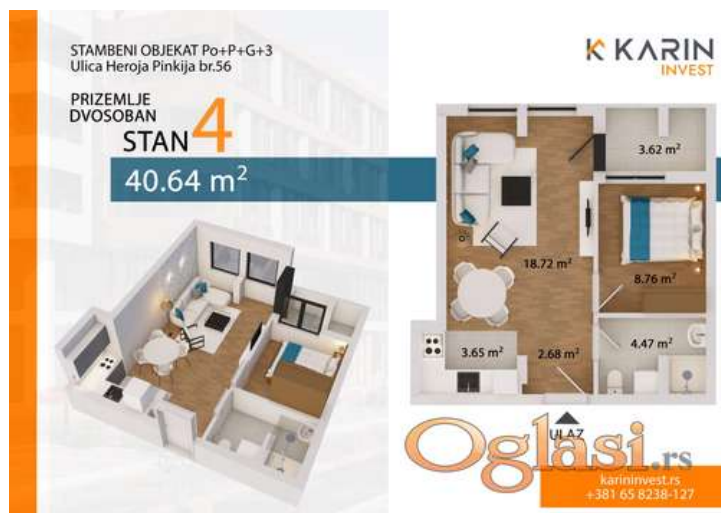 STAMBENI OBJEKAT Po+P+G+3
Ulica Heroja Pinkija br.56
PRIZEMLJE
DVOSOBAN
STAN 4
40.64 m²
KARIN
INVEST
3.62 m²
18.72 m²
8.76 m²
4.47 m²
3.65 m²
2.68 m²
ULAZ
Oglasi.rs
karininvest.rs
+381 65 8238-127